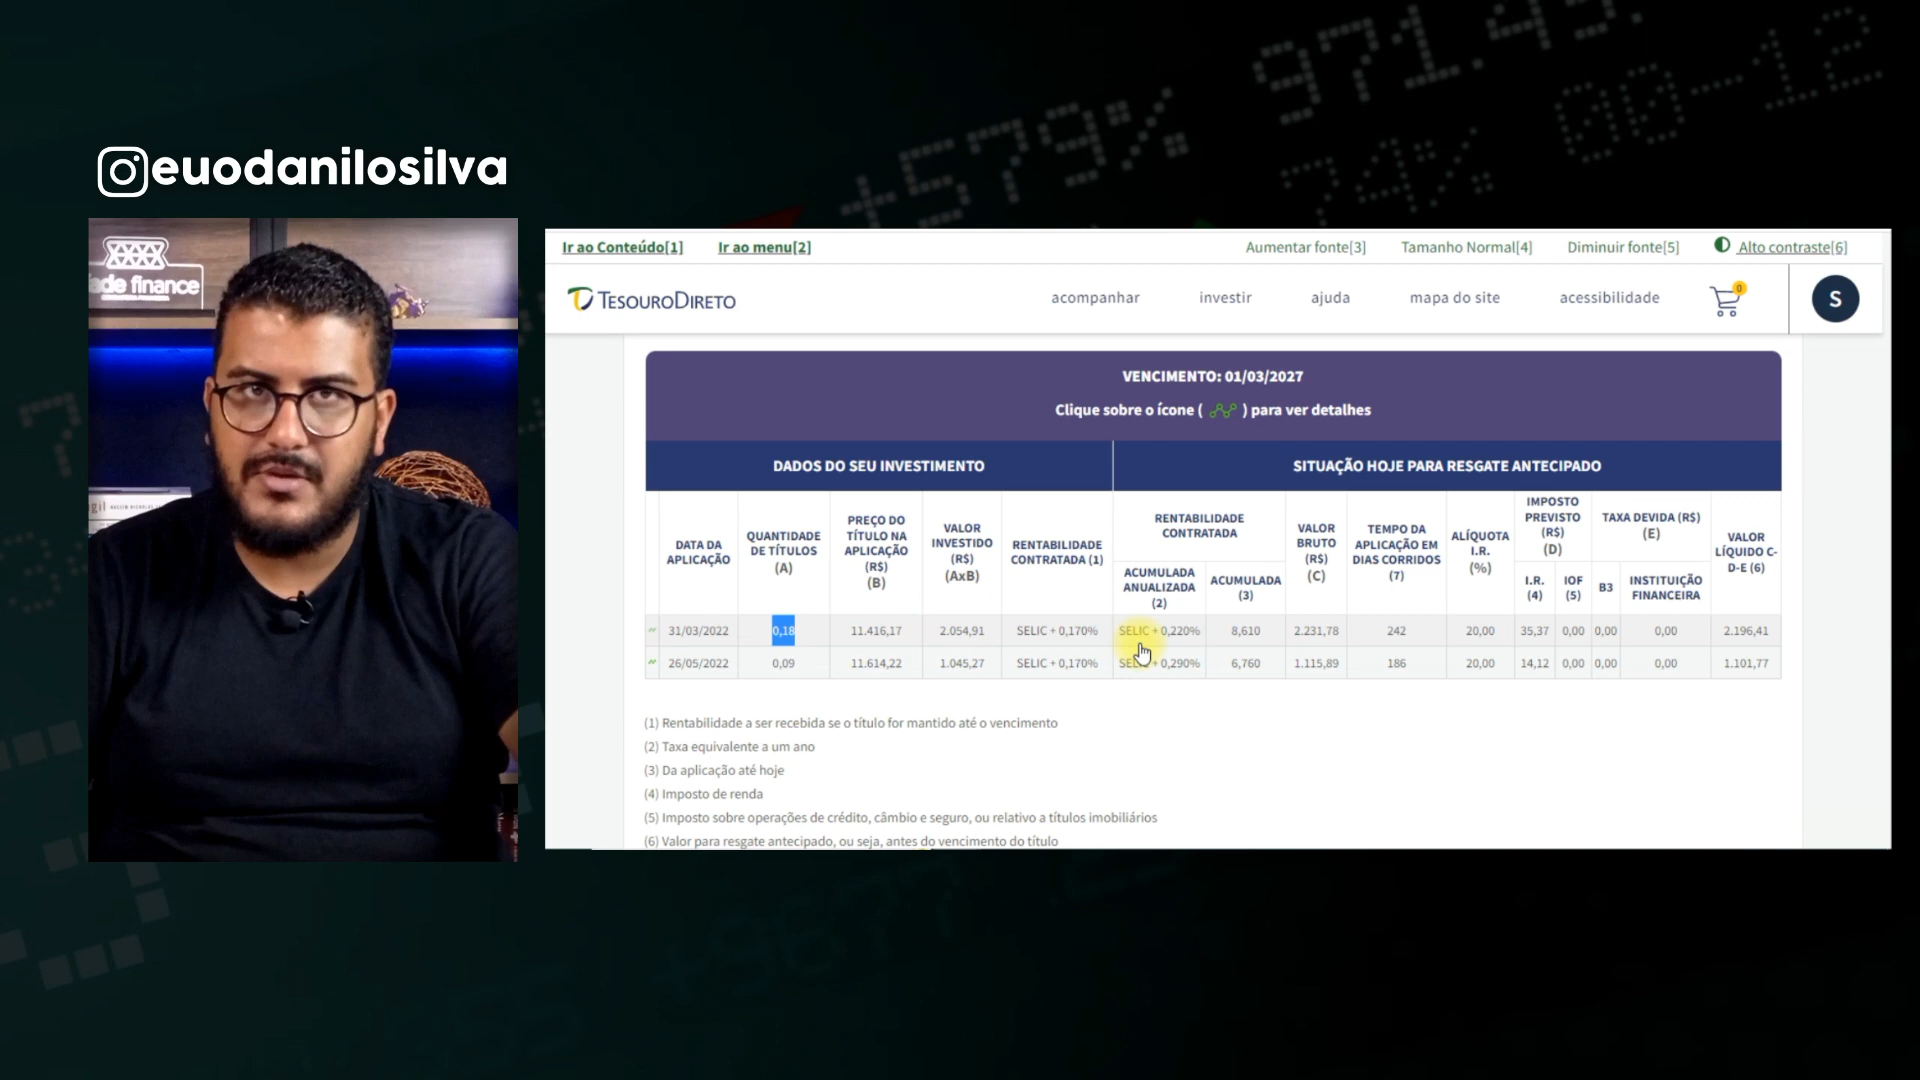 euodanilosilva
ade finance
Ir ao Conteúdo[1] Ir ao menu[2] Aumentar fonte[3] Tamanho Normal[4] Diminuir fonte[5] Alto contraste[6]
TESOURODIRETO acompanhar investir ajuda mapa do site acessibilidade 0 S
VENCIMENTO: 01/03/2027
Clique sobre o ícone ( ) para ver detalhes
DADOS DO SEU INVESTIMENTO SITUAÇÃO HOJE PARA RESGATE ANTECIPADO
DATA DA
APLICAÇÃO
QUANTIDADE
DE TÍTULOS
(A)
PREÇO DO
TÍTULO NA
APLICAÇÃO
(R$)
(B)
VALOR
INVESTIDO
(R$)
(AxB)
RENTABILIDADE
CONTRATADA (1)
RENTABILIDADE
CONTRATADA
ACUMULADA
ANUALIZADA
(2)
ACUMULADA
(3)
VALOR
BRUTO
(R$)
(C)
TEMPO DA
APLICAÇÃO EM
DIAS CORRIDOS
(7)
ALÍQUOTA
I.R.
(%)
IMPOSTO
PREVISTO
(R$)
(D)
I.R.
(4)
IOF
(5)
TAXA DEVIDA (R$)
(E)
B3
INSTITUIÇÃO
FINANCEIRA
VALOR
LÍQUIDO C-
D-E (6)
31/03/2022 0,18 11.416,17 2.054,91 SELIC + 0,170% SELIC + 0,220% 8,610 2.231,78 242 20,00 35,37 0,00 0,00 0,00 2.196,41
26/05/2022 0,09 11.614,22 1.045,27 SELIC + 0,170% SELIC + 0,290% 6,760 1.115,89 186 20,00 14,12 0,00 0,00 0,00 1.101,77
(1) Rentabilidade a ser recebida se o título for mantido até o vencimento
(2) Taxa equivalente a um ano
(3) Da aplicação até hoje
(4) Imposto de renda
(5) Imposto sobre operações de crédito, câmbio e seguro, ou relativo a títulos imobiliários
(6) Valor para resgate antecipado, ou seja, antes do vencimento do título